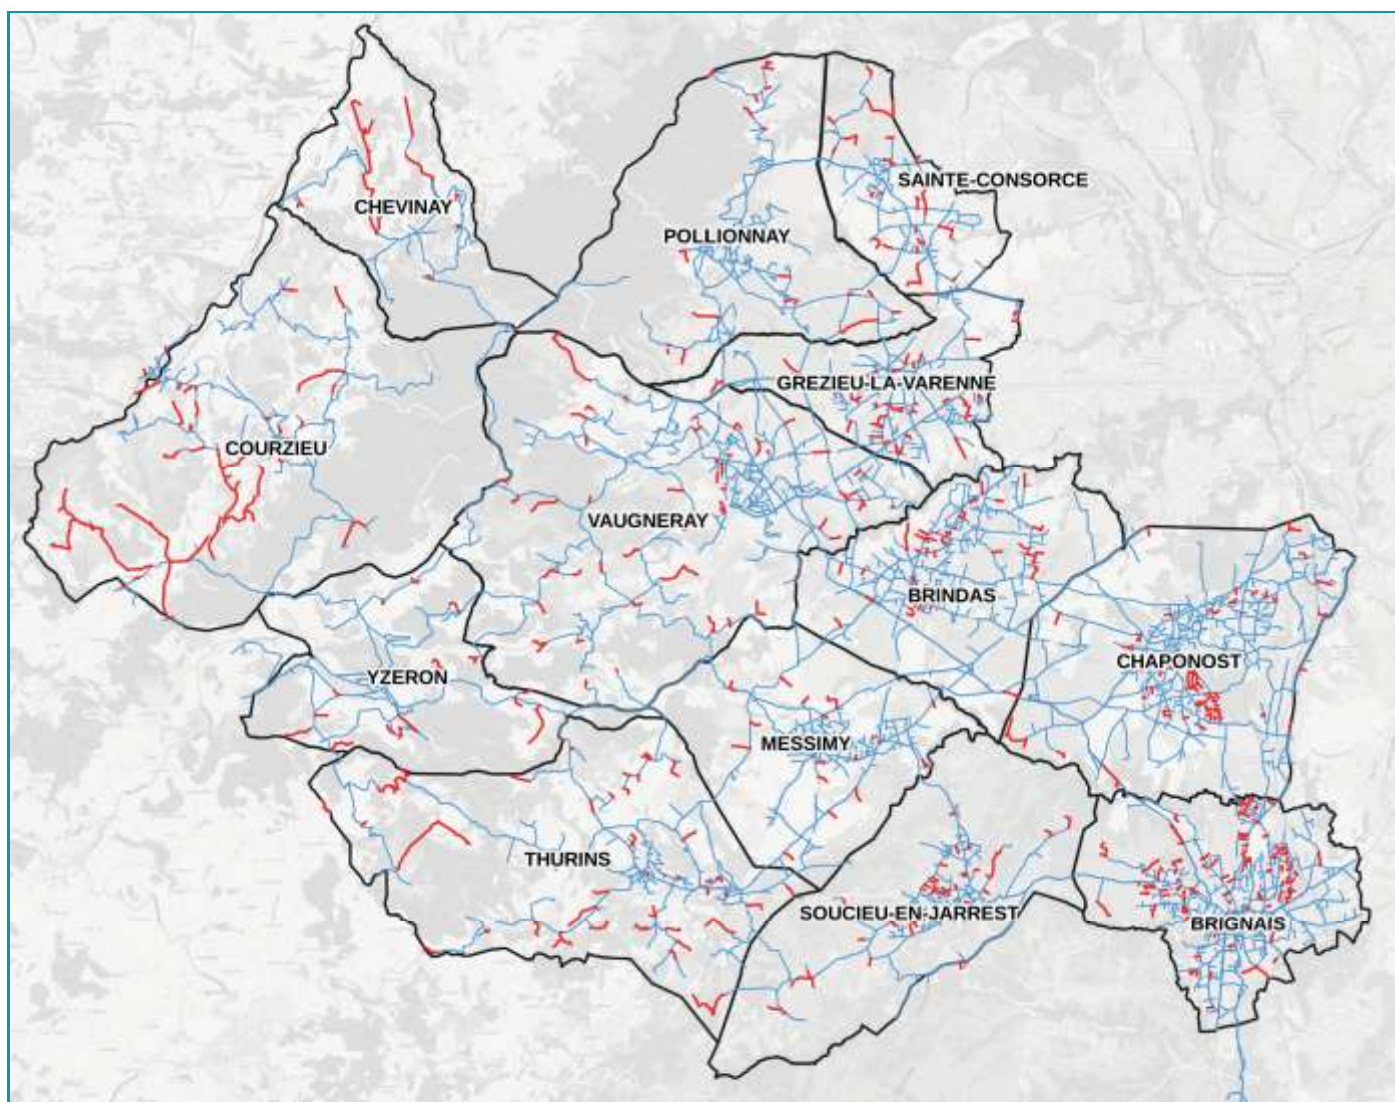 SAINTE-CONSORCE
CHEVINAY
POLLIONNAY
GREZIEU-LA-VARENNE
COURZIEU
VAUGNERAY
BRINDAS
CHAPONOST
YZERON
MESSIMY
THURINS
SOUCIEU-EN-JARREST
BRIGNAIS